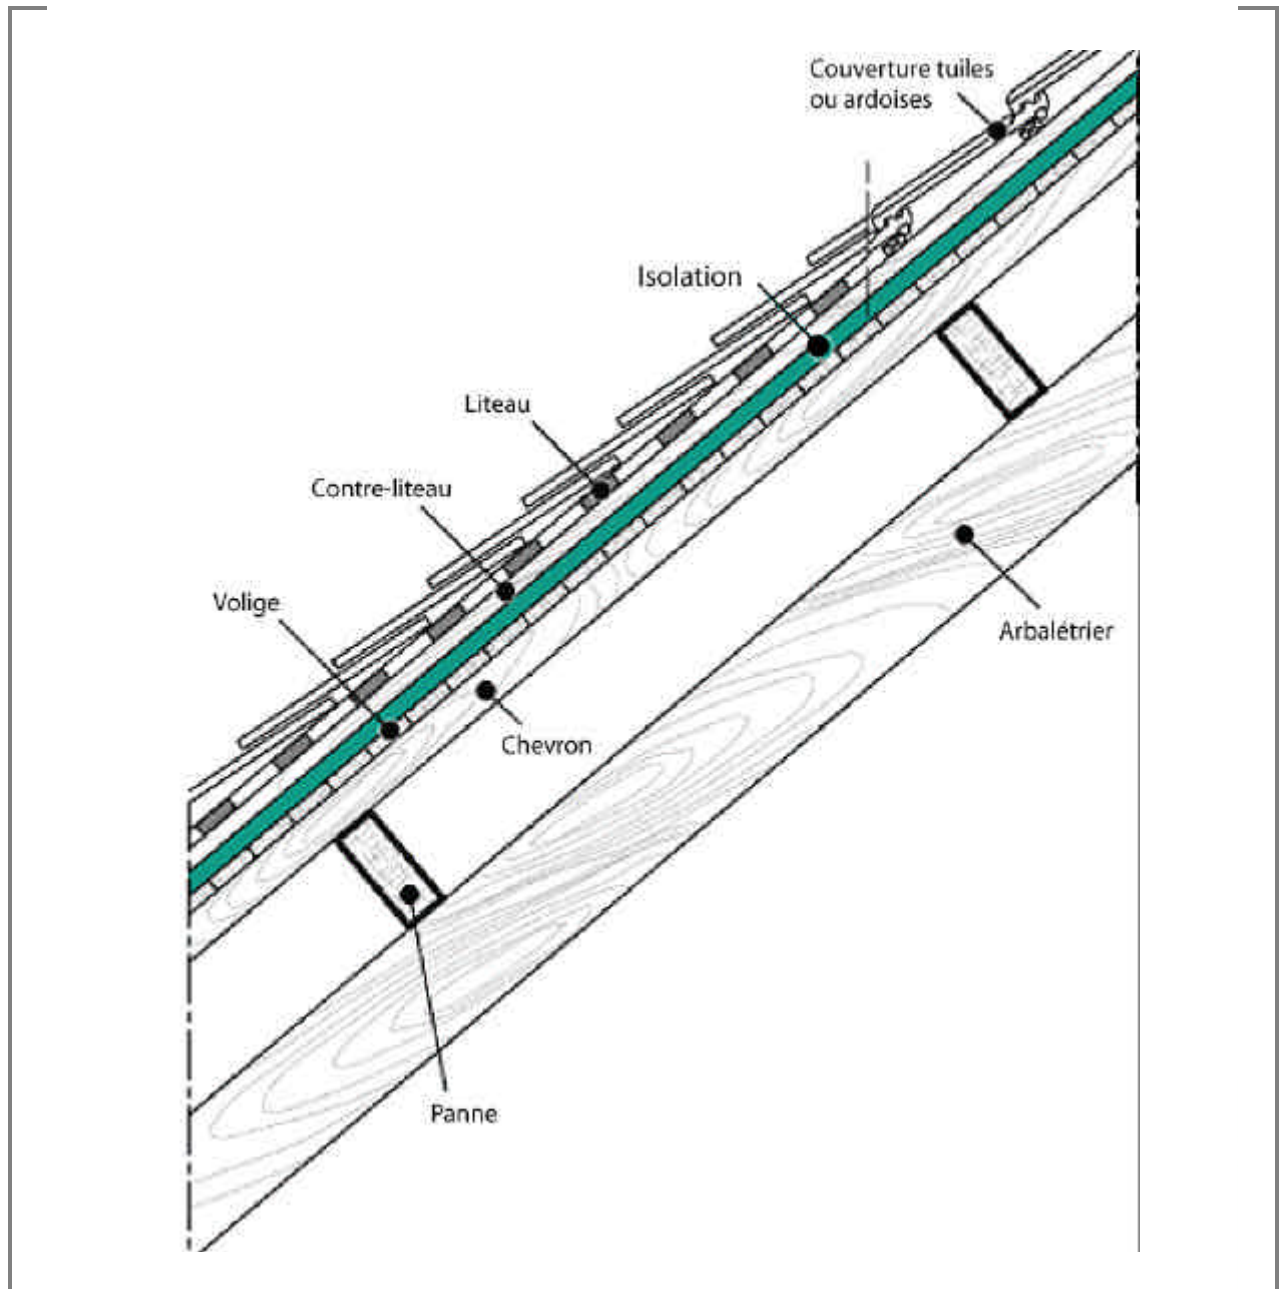 Couverture tuiles
ou ardoises
Isolation
Liteau
Contre-liteau
Volige
Arbalétrier
Chevron
Panne